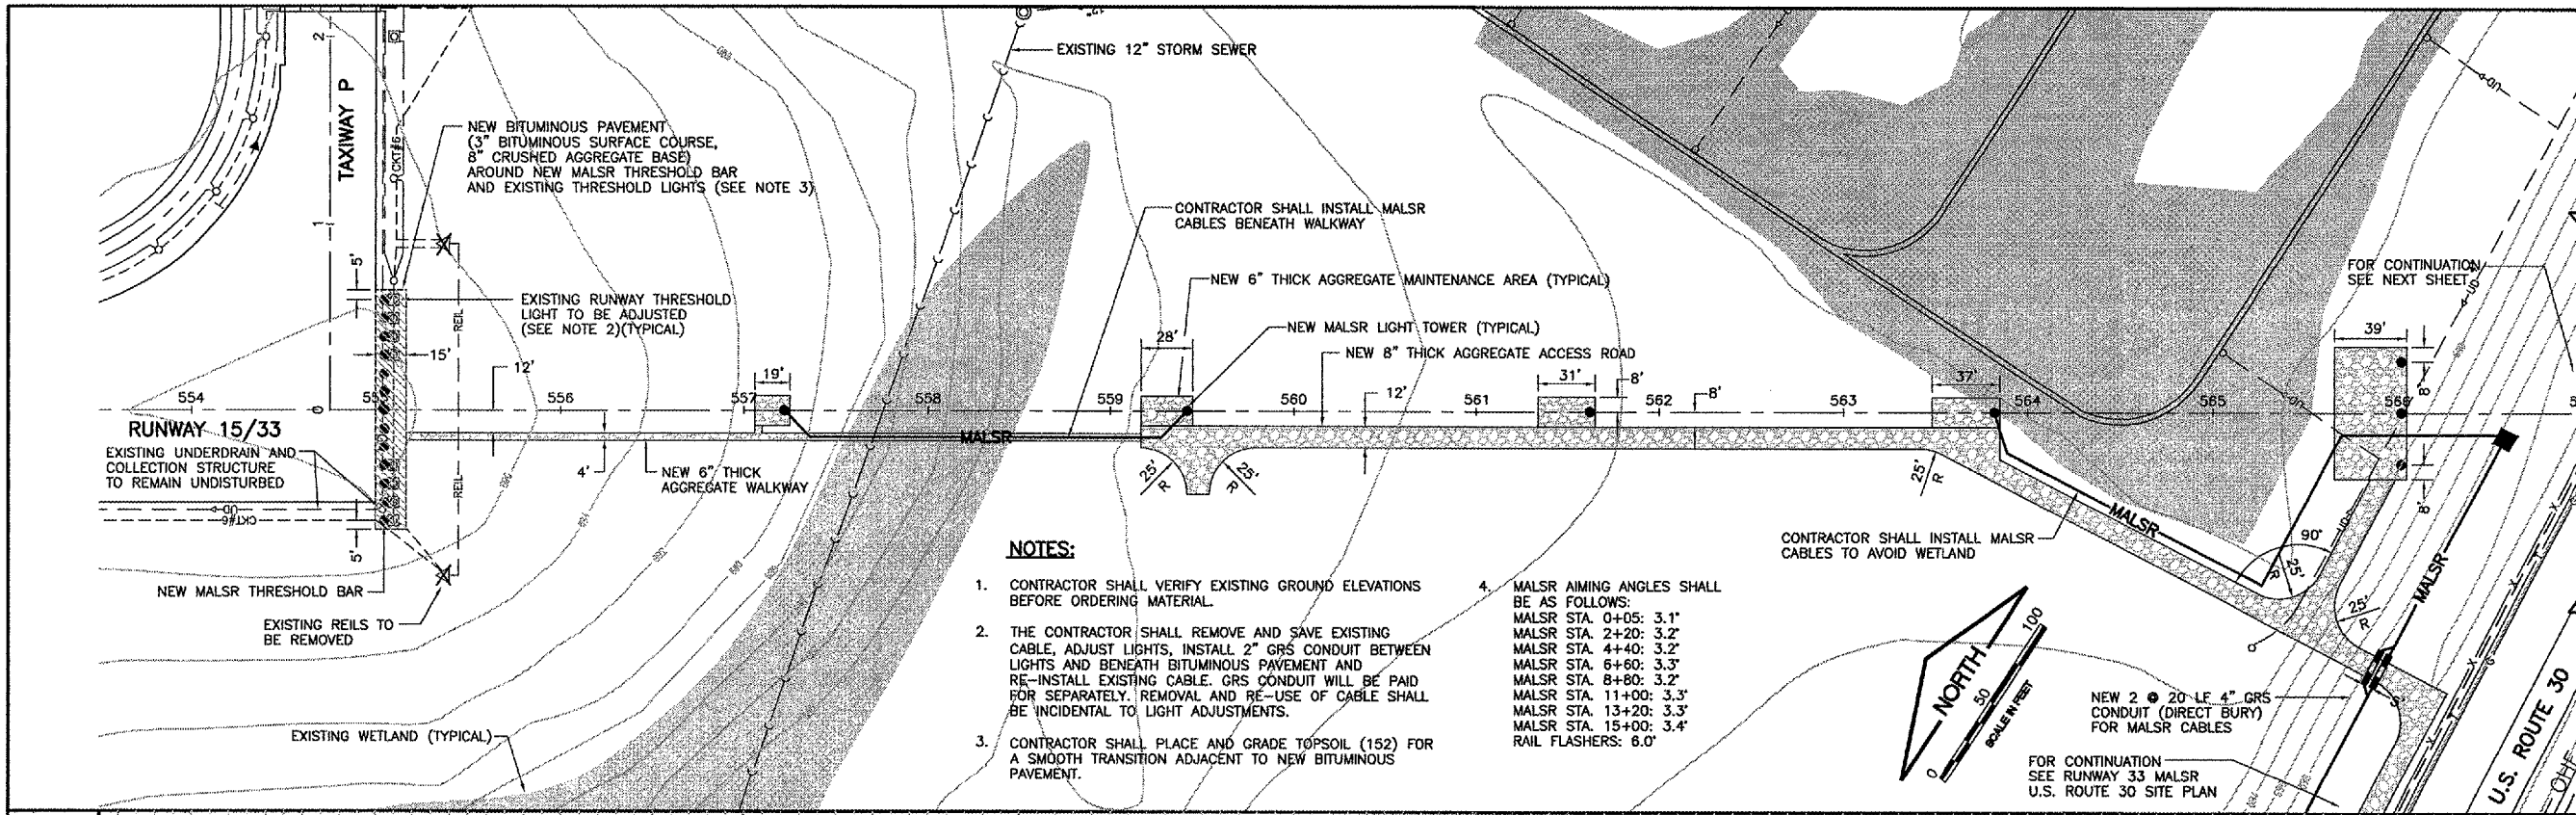 EXISTING 12" STORM SEWER
12"
2
TAXIWAY P
CKT#6
NEW BITUMINOUS PAVEMENT
(3" BITUMINOUS SURFACE COURSE,
8" CRUSHED AGGREGATE BASE)
AROUND NEW MALSR THRESHOLD BAR
AND EXISTING THRESHOLD LIGHTS (SEE NOTE 3)
1
CONTRACTOR SHALL INSTALL MALSR
CABLES BENEATH WALKWAY
5'
EXISTING RUNWAY THRESHOLD
LIGHT TO BE ADJUSTED
(SEE NOTE 2)(TYPICAL)
REIL
NEW 6" THICK AGGREGATE MAINTENANCE AREA (TYPICAL)
FOR CONTINUATION
SEE NEXT SHEET
UD
NEW MALSR LIGHT TOWER (TYPICAL)
NEW 8" THICK AGGREGATE ACCESS ROAD
15'
12'
19'
28'
12'
31'
8'
8'
37'
39'
8'
0
554
556
557
558
559
560
561
562
563
564
565
566
RUNWAY 15/33
EXISTING UNDERDRAIN AND
COLLECTION STRUCTURE
TO REMAIN UNDISTURBED
UD
CKT#6
5'
4'
NEW 6" THICK
AGGREGATE WALKWAY
MALSR
25'
R
25'
R
25'
R
REIL
NEW MALSR THRESHOLD BAR
EXISTING REILS TO
BE REMOVED
EXISTING WETLAND (TYPICAL)
CONTRACTOR SHALL INSTALL MALSR
CABLES TO AVOID WETLAND
MALSR
90°
25'
R
25'
R
8'
MALSR
NOTES:
1. CONTRACTOR SHALL VERIFY EXISTING GROUND ELEVATIONS
BEFORE ORDERING MATERIAL.
2. THE CONTRACTOR SHALL REMOVE AND SAVE EXISTING
CABLE, ADJUST LIGHTS, INSTALL 2" GRS CONDUIT BETWEEN
LIGHTS AND BENEATH BITUMINOUS PAVEMENT AND
RE-INSTALL EXISTING CABLE. GRS CONDUIT WILL BE PAID
FOR SEPARATELY. REMOVAL AND RE-USE OF CABLE SHALL
BE INCIDENTAL TO LIGHT ADJUSTMENTS.
3. CONTRACTOR SHALL PLACE AND GRADE TOPSOIL (152) FOR
A SMOOTH TRANSITION ADJACENT TO NEW BITUMINOUS
PAVEMENT.
4. MALSR AIMING ANGLES SHALL
BE AS FOLLOWS:
MALSR STA. 0+05: 3.1°
MALSR STA. 2+20: 3.2°
MALSR STA. 4+40: 3.2°
MALSR STA. 6+60: 3.3°
MALSR STA. 8+80: 3.2°
MALSR STA. 11+00: 3.3°
MALSR STA. 13+20: 3.3°
MALSR STA. 15+00: 3.4°
RAIL FLASHERS: 6.0°
NORTH
0 50 100
SCALE IN FEET
NEW 2 @ 20 LF 4" GRS
CONDUIT (DIRECT BURY)
FOR MALSR CABLES
FOR CONTINUATION
SEE RUNWAY 33 MALSR
U.S. ROUTE 30 SITE PLAN
U.S. ROUTE 30